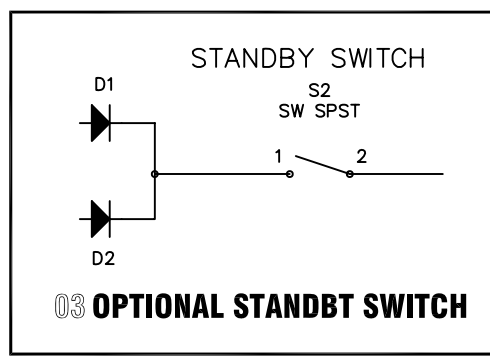 STANDBY SWITCH
D1
S2
SW SPST
1 2
D2
03 OPTIONAL STANDBT SWITCH